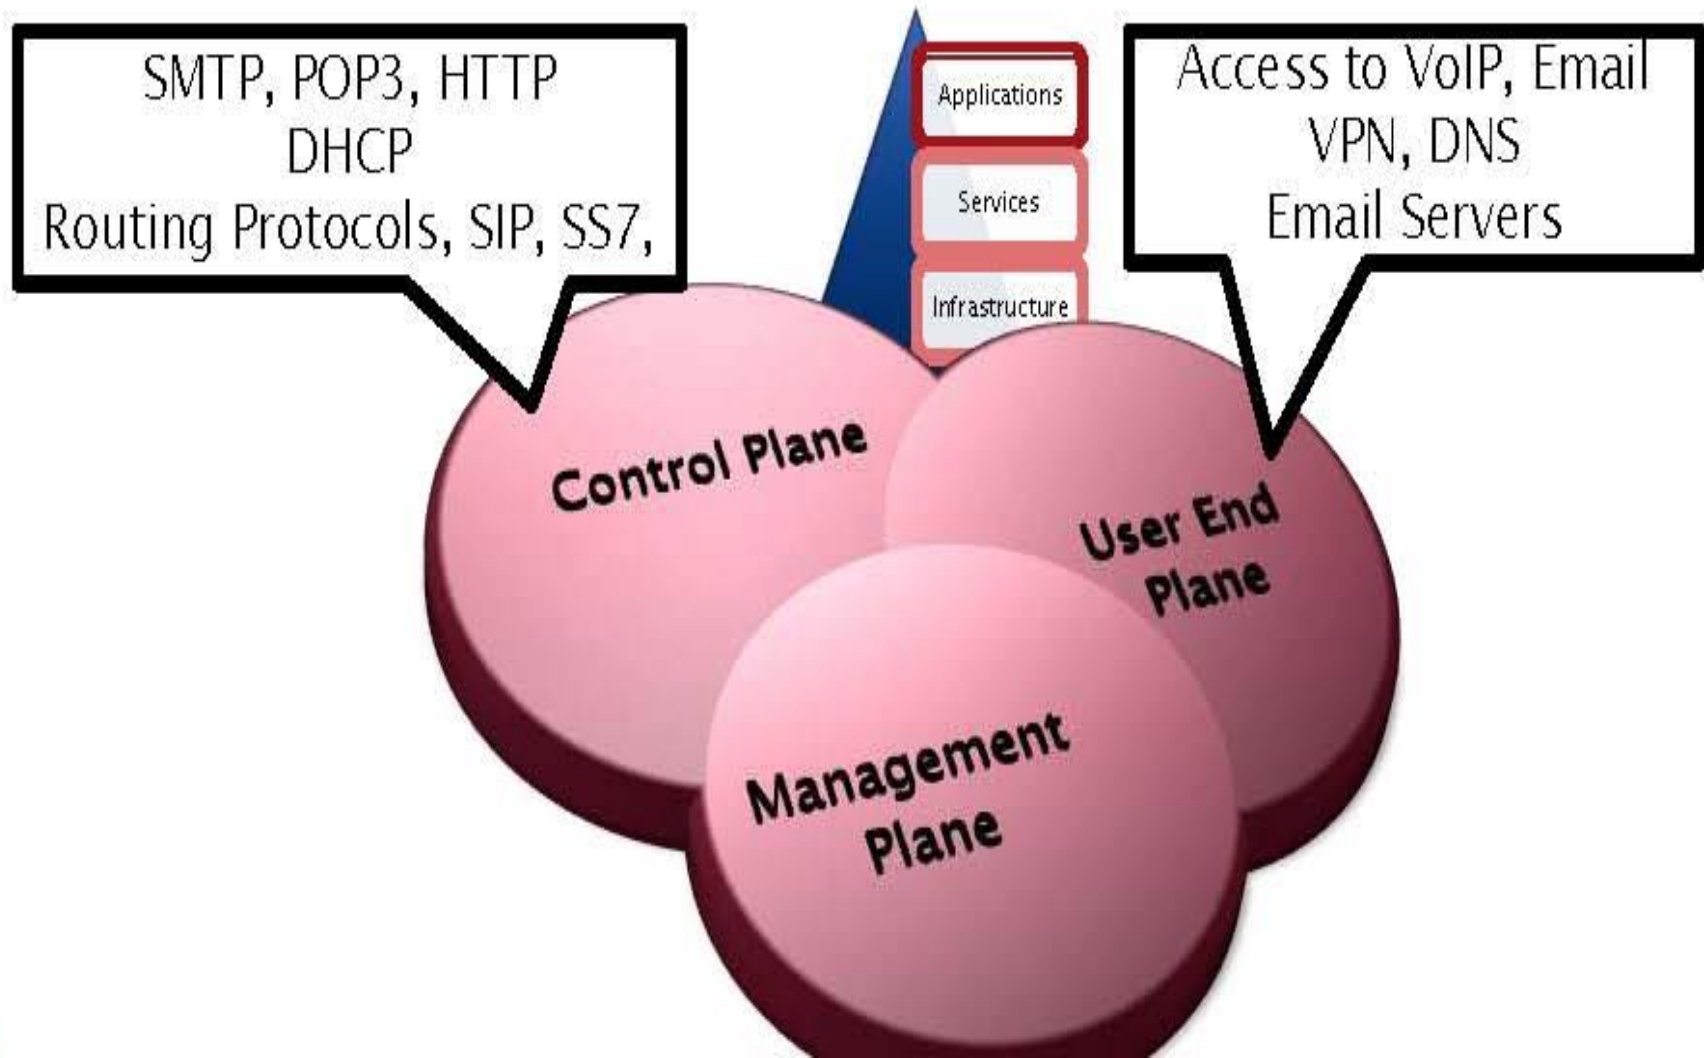 SMTP, POP3, HTTP
DHCP
Routing Protocols, SIP, SS7,
Applications
Services
Infrastructure
Access to VoIP, Email
VPN, DNS
Email Servers
Control Plane
User End
Plane
Management
Plane